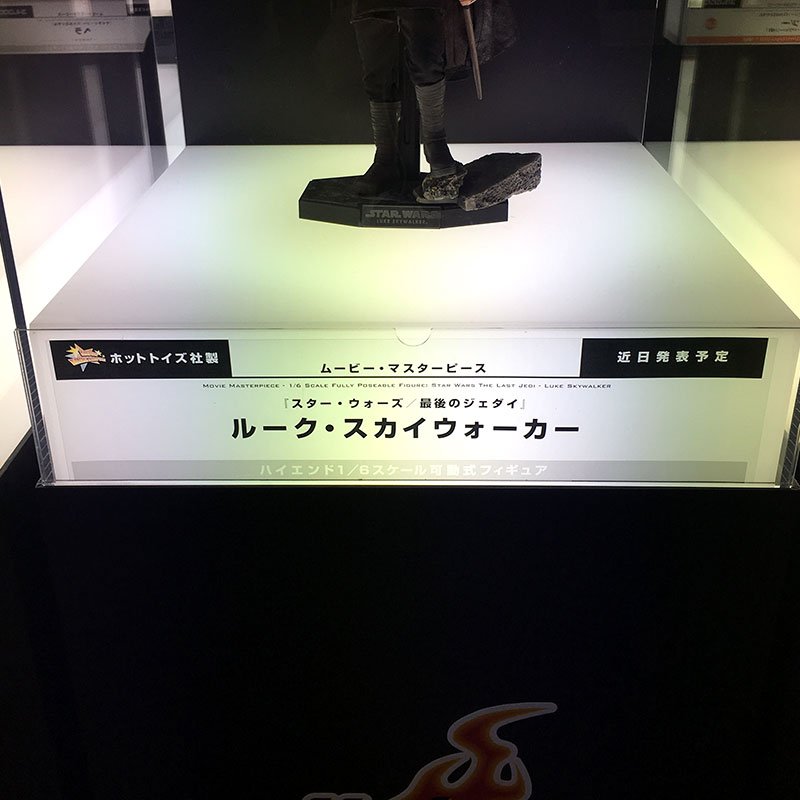 STAR WARS
LUKE SKYWALKER
ホットトイズ社製
近日発表予定
ムービー・マスターピース
MOVIE MASTERPIECE - 1/6 SCALE FULLY POSEABLE FIGURE: STAR WARS THE LAST JEDI - LUKE SKYWALKER
『スター・ウォーズ／最後のジェダイ』
ルーク・スカイウォーカー
ハイエンド1／6スケール可動式フィギュア